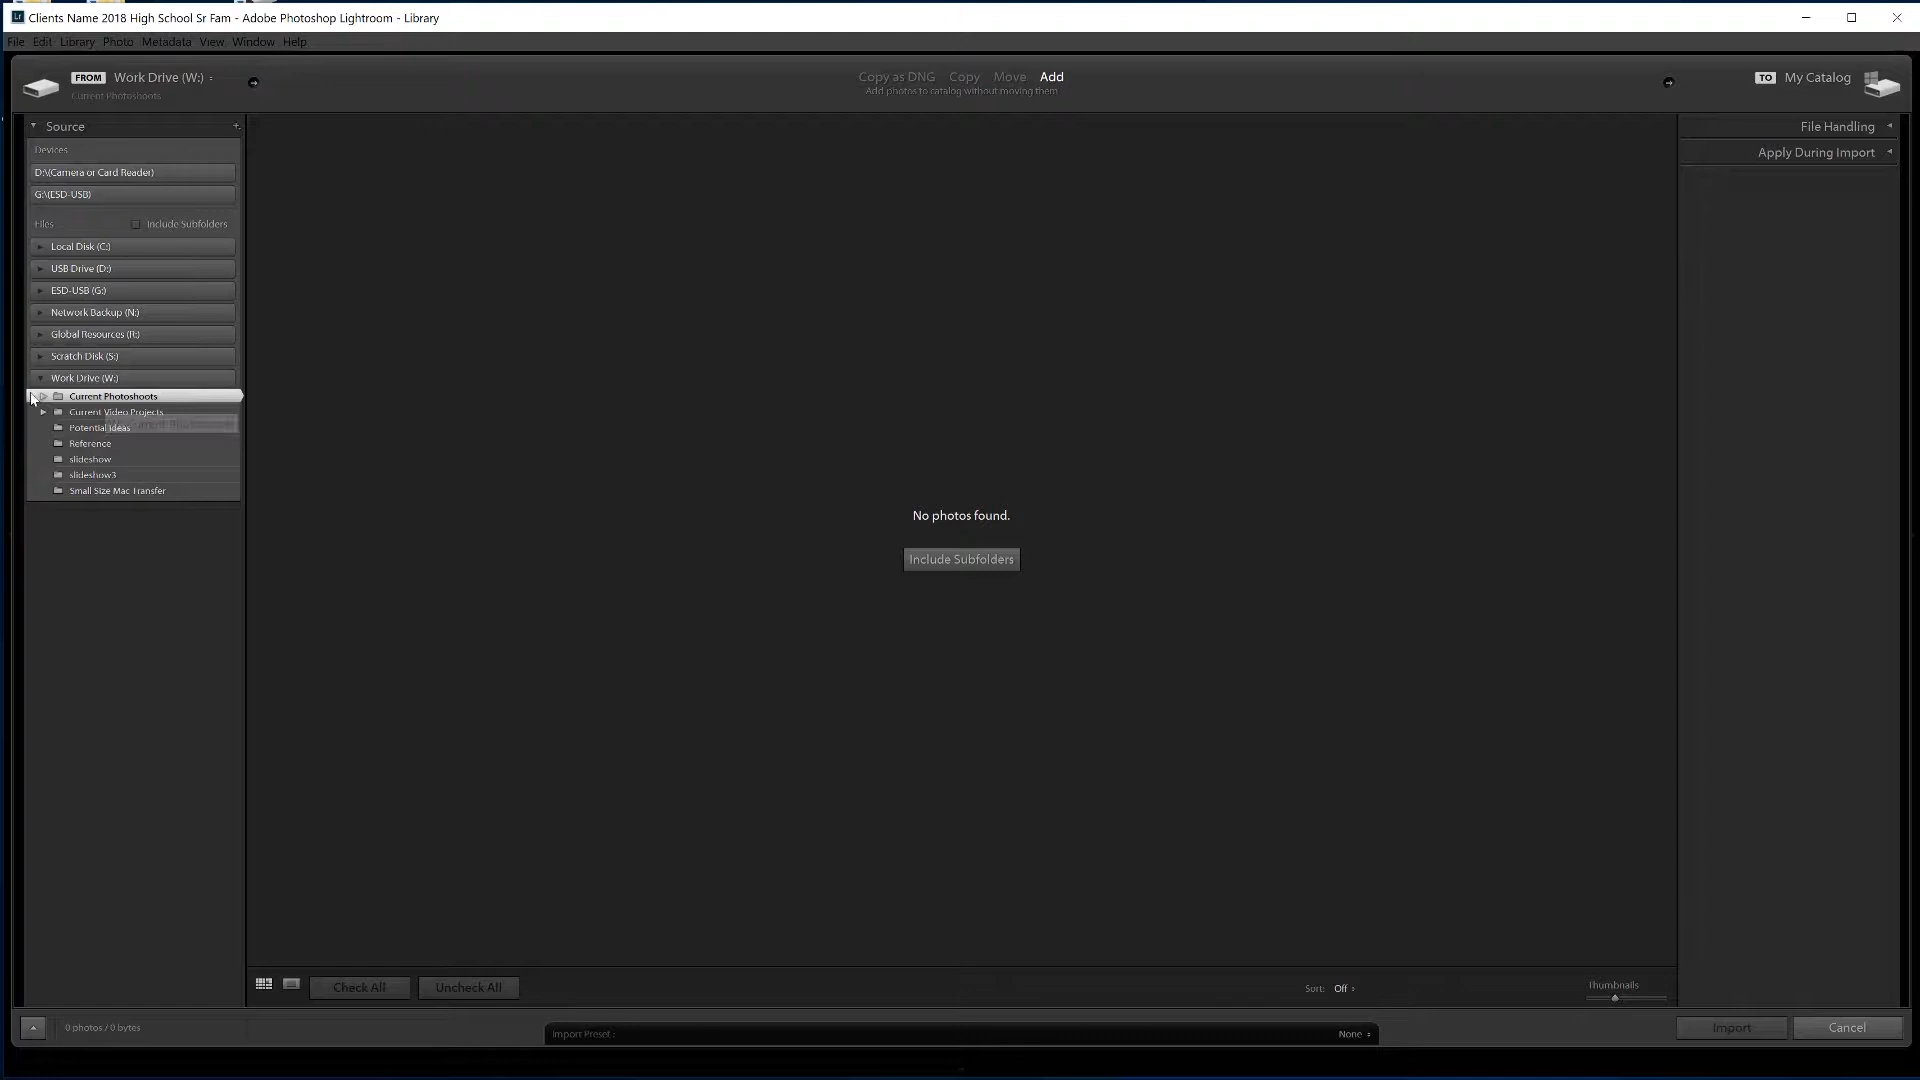 Clients Name 2018 High School Sr Fam - Adobe Photoshop Lightroom - Library
File Edit Library Photo Metadata View Window Help
FROM Work Drive (W:)
Current Photoshoots
Copy as DNG Copy Move Add
Add photos to catalog without moving them
TO My Catalog
Source +
Devices
D:\(Camera or Card Reader)
G:\(ESD-USB)
Files Include Subfolders
Local Disk (C:)
USB Drive (D:)
ESD-USB (G:)
Network Backup (N:)
Global Resources (R:)
Scratch Disk (S:)
Work Drive (W:)
Current Photoshoots
Current Video Projects
Potential Ideas
Reference
slideshow
slideshow3
Small Size Mac Transfer
No photos found.
Include Subfolders
File Handling
Apply During Import
Check All Uncheck All
Sort: Off
Thumbnails
0 photos / 0 bytes
Import Preset : None
Import Cancel